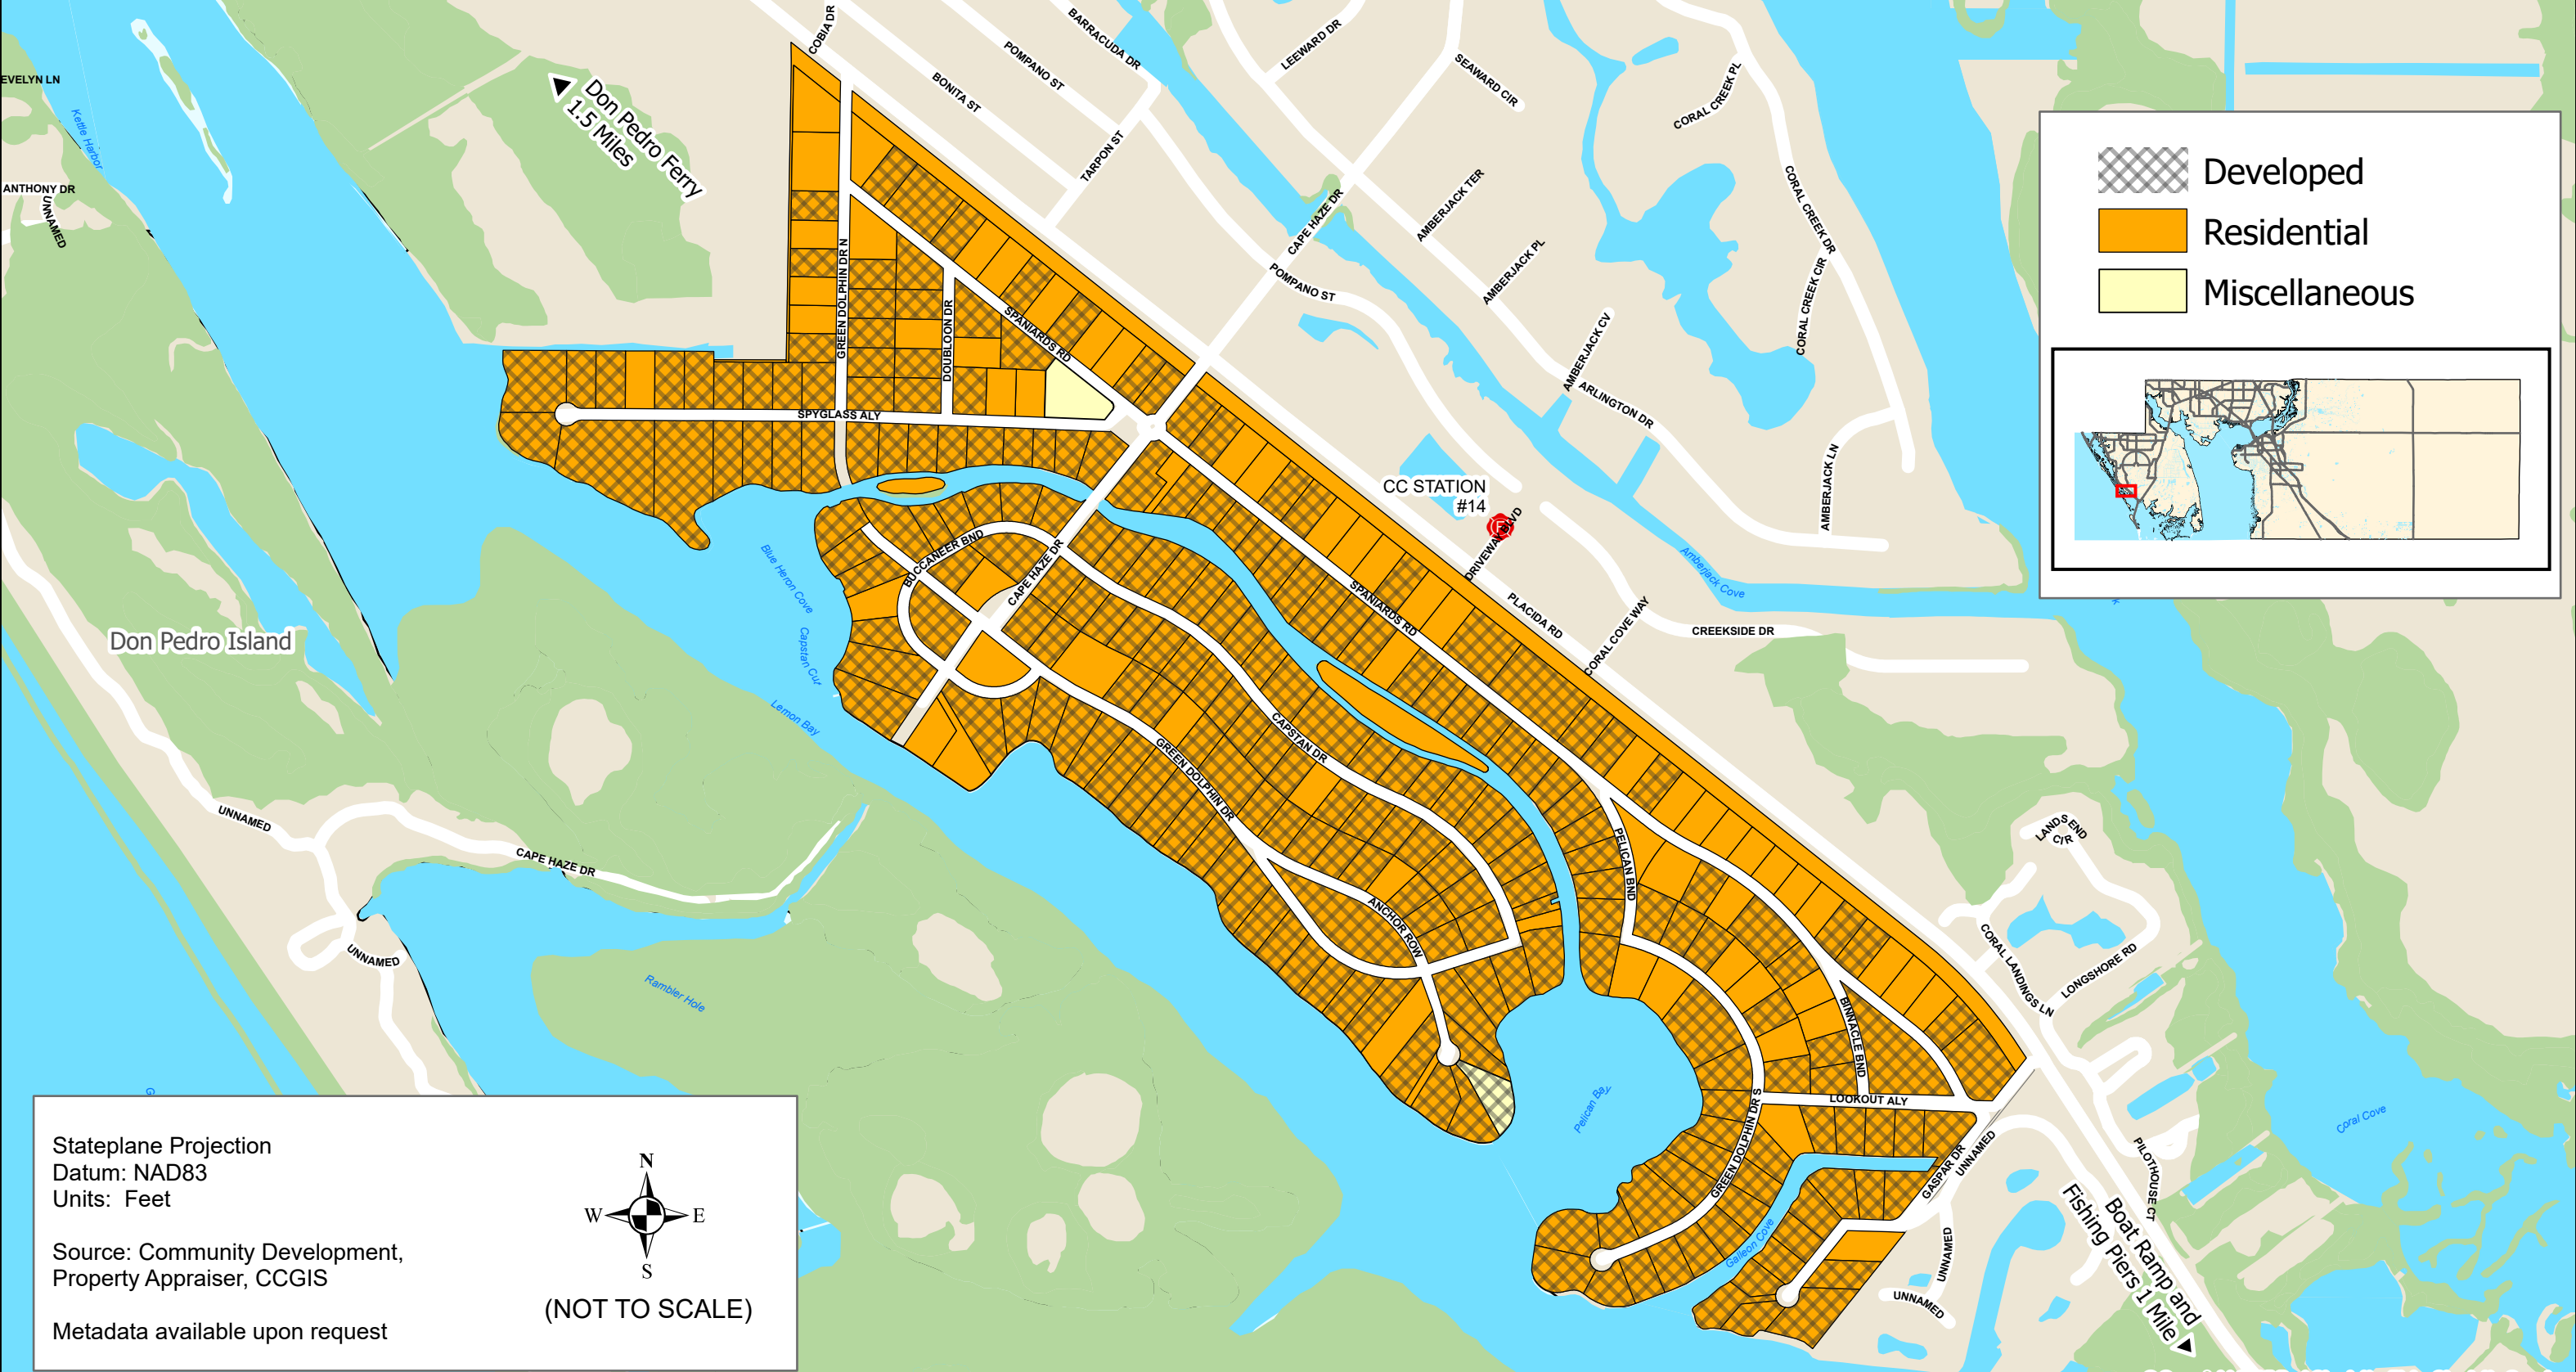 EVELYN LN
Kettle Harbor
ANTHONY DR
UNNAMED
Don Pedro Ferry
1.5 Miles
COBIA DR
BONITA ST
POMPANO ST
BARRACUDA DR
TARPON ST
LEEWARD DR
SEAWARD CIR
CAPE HAZE DR
POMPANO ST
AMBERJACK TER
AMBERJACK PL
AMBERJACK CV
ARLINGTON DR
AMBERJACK LN
CORAL CREEK PL
CORAL CREEK DR
CORAL CREEK CIR
Developed
Residential
Miscellaneous
GREEN DOLPHIN DR N
DOUBLOON DR
SPANIARDS RD
SPYGLASS ALY
CC STATION
#14
DRIVEWAY
BLVD
Amberjack Cove
PLACIDA RD
CORAL COVE WAY
CREEKSIDE DR
SPANIARDS RD
BUCCANEER BND
CAPE HAZE DR
Blue Heron Cove
Capstan Cut
Lemon Bay
Don Pedro Island
CAPSTAN DR
GREEN DOLPHIN DR
ANCHOR ROW
PELICAN BND
BINNACLE BND
LOOKOUT ALY
GREEN DOLPHIN DR S
Pelican Bay
Galleon Cove
GASPAR DR
UNNAMED
UNNAMED
UNNAMED
LANDS END
CIR
CORAL LANDINGS LN
LONGSHORE RD
PILOTHOUSE CT
Coral Cove
Boat Ramp and
Fishing Piers 1 Mile
UNNAMED
CAPE HAZE DR
UNNAMED
Rambler Hole
Stateplane Projection
Datum: NAD83
Units: Feet
Source: Community Development,
Property Appraiser, CCGIS
Metadata available upon request
N
W
E
S
(NOT TO SCALE)